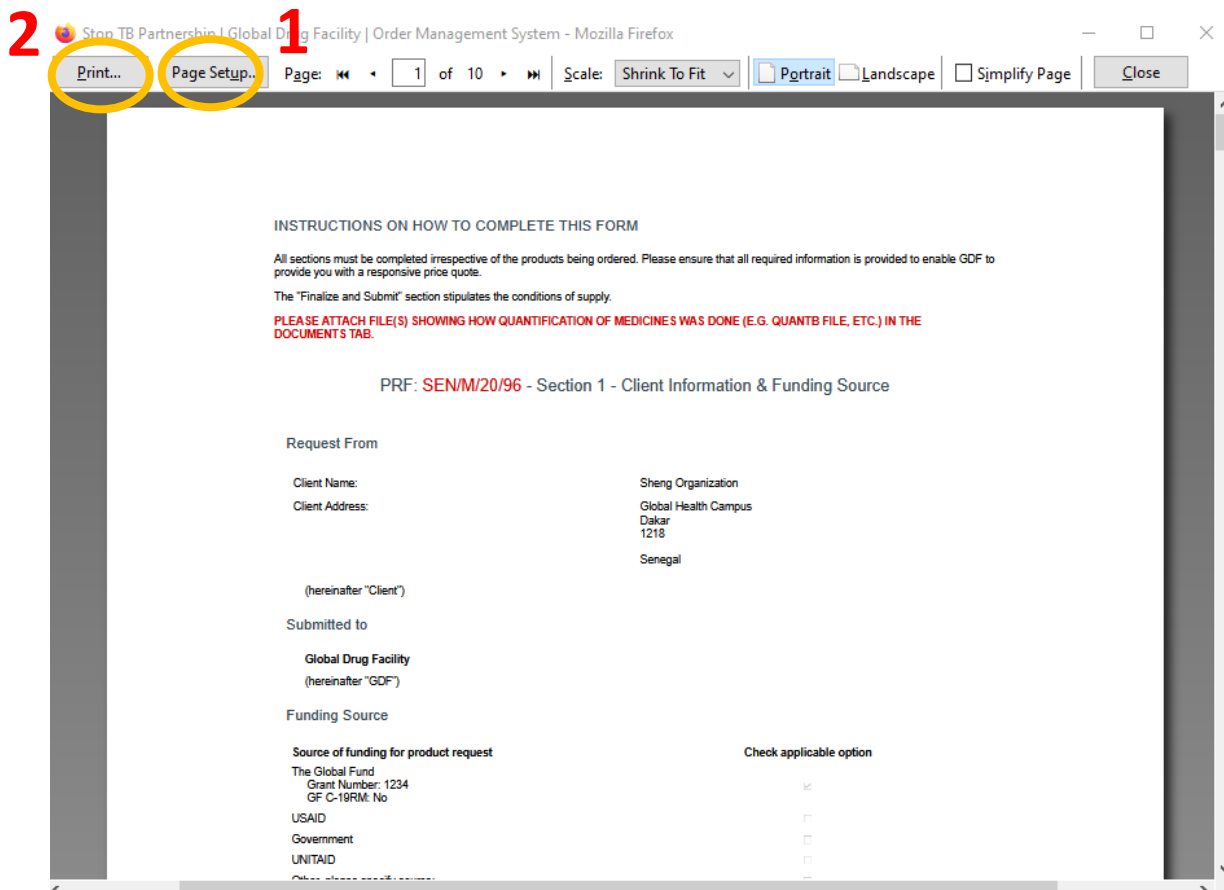 2
1
Stop TB Partnership | Global Drug Facility | Order Management System - Mozilla Firefox
Print... Page Setup... Page: 1 of 10 Scale: Shrink To Fit Portrait Landscape Simplify Page Close
INSTRUCTIONS ON HOW TO COMPLETE THIS FORM
All sections must be completed irrespective of the products being ordered. Please ensure that all required information is provided to enable GDF to
provide you with a responsive price quote.
The "Finalize and Submit" section stipulates the conditions of supply.
PLEASE ATTACH FILE(S) SHOWING HOW QUANTIFICATION OF MEDICINES WAS DONE (E.G. QUANTB FILE, ETC.) IN THE
DOCUMENTS TAB.
PRF: SEN/M/20/96 - Section 1 - Client Information & Funding Source
Request From
Client Name: Sheng Organization
Client Address: Global Health Campus
Dakar
1218
Senegal
(hereinafter "Client")
Submitted to
Global Drug Facility
(hereinafter "GDF")
Funding Source
Source of funding for product request Check applicable option
The Global Fund
Grant Number: 1234
GF C-19RM: No
USAID
Government
UNITAID
Other, please specify source: